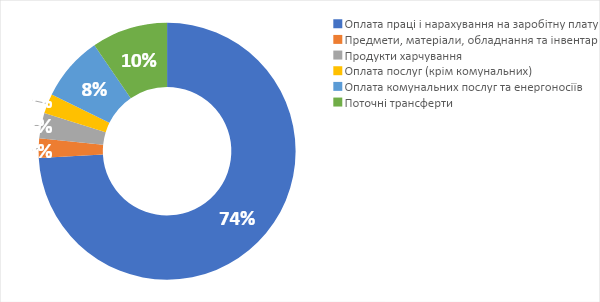 Оплата праці і нарахування на заробітну плату
Предмети, матеріали, обладнання та інвентар
Продукти харчування
Оплата послуг (крім комунальних)
Оплата комунальних послуг та енергоносіїв
Поточні трансферти
10%
8%
%
%
%
74%